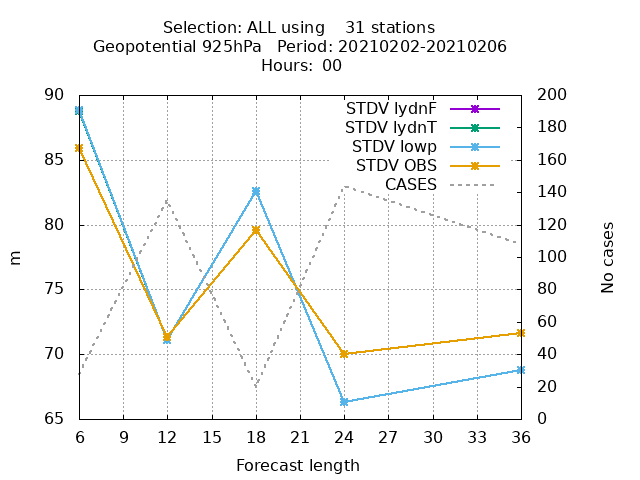 Selection: ALL using    31 stations
Geopotential 925hPa   Period: 20210202-20210206
Hours: 00
90
85
80
75
70
65
m
200
180
160
140
120
100
80
60
40
20
0
No cases
STDV lydnF
STDV lydnT
STDV lowp
STDV OBS
CASES
6 9 12 15 18 21 24 27 30 33 36
Forecast length